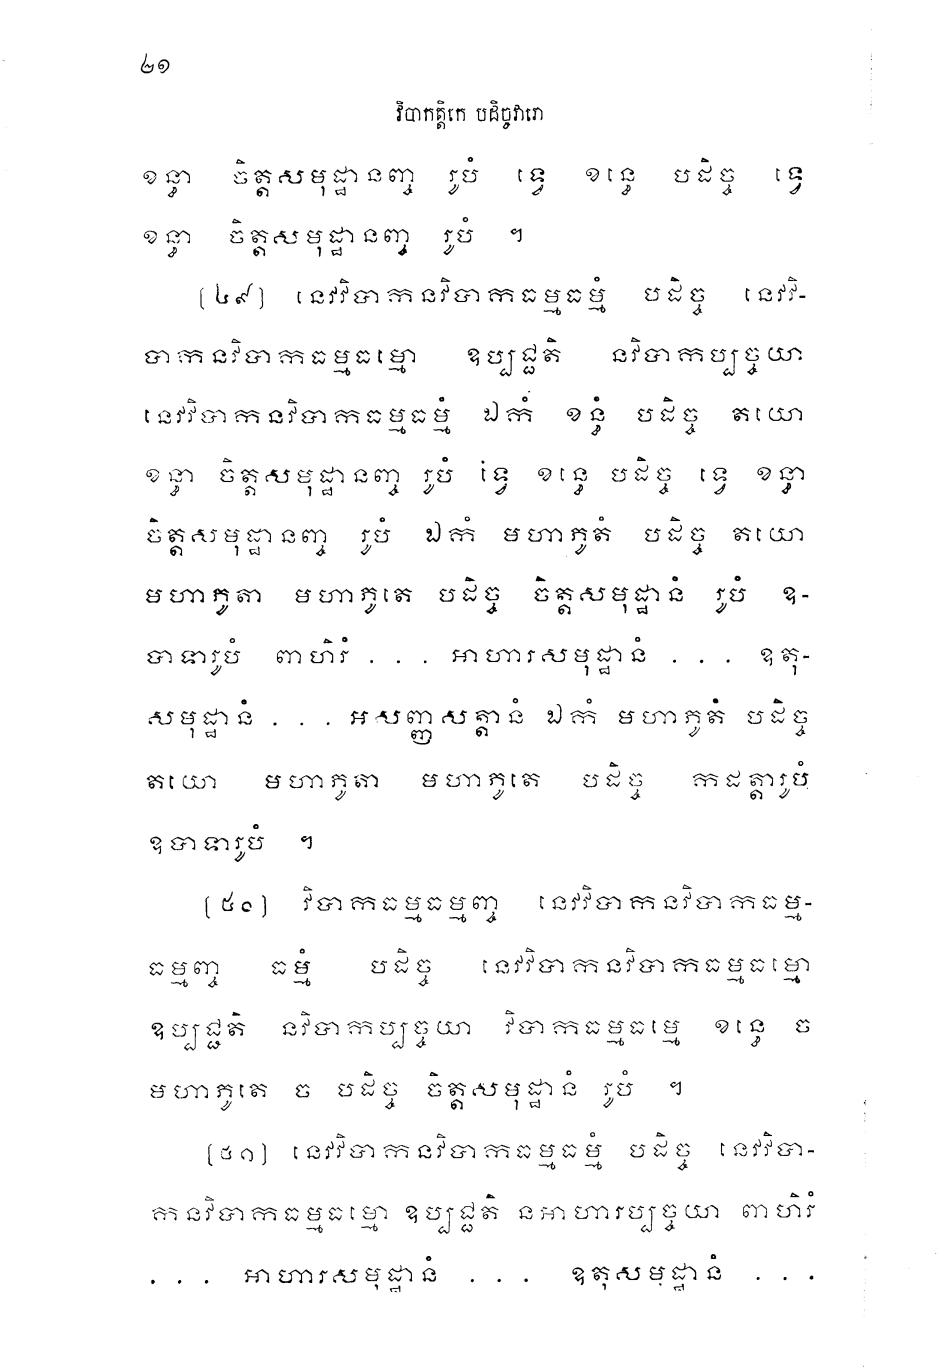 ៤១
វិបាកត្តិកេ បដិច្ចវារោ
ខន្ធា ចិត្តសមុដ្ឋានញ្ច រូបំ ទ្វេ ខន្ធេ បដិច្ច ទ្វេ
ខន្ធា ចិត្តសមុដ្ឋានញ្ច រូបំ ។
(៤៩) នេវវិបាកនវិបាកធម្មធម្មំ បដិច្ច នេវវិ-
បាកនវិបាកធម្មធម្មោ ឧប្បជ្ជតិ នវិបាកប្បច្ចយា
នេវវិបាកនវិបាកធម្មធម្មំ ឯកំ ខន្ធំ បដិច្ច តយោ
ខន្ធា ចិត្តសមុដ្ឋានញ្ច រូបំ ទ្វេ ខន្ធេ បដិច្ច ទ្វេ ខន្ធា
ចិត្តសមុដ្ឋានញ្ច រូបំ ឯកំ មហាភូតំ បដិច្ច តយោ
មហាភូតា មហាភូតេ បដិច្ច ចិត្តសមុដ្ឋានំ រូបំ ឧ-
បាទារូបំ ពាហិរំ . . . អាហារសមុដ្ឋានំ . . . ឧតុ-
សមុដ្ឋានំ . . . អសញ្ញសត្តានំ ឯកំ មហាភូតំ បដិច្ច
តយោ មហាភូតា មហាភូតេ បដិច្ច កដត្តារូបំ
ឧបាទារូបំ ។
(៥០) វិបាកធម្មធម្មញ្ច នេវវិបាកនវិបាកធម្ម-
ធម្មញ្ច ធម្មំ បដិច្ច នេវវិបាកនវិបាកធម្មធម្មោ
ឧប្បជ្ជតិ នវិបាកប្បច្ចយា វិបាកធម្មធម្មេ ខន្ធេ ច
មហាភូតេ ច បដិច្ច ចិត្តសមុដ្ឋានំ រូបំ ។
(៥១) នេវវិបាកនវិបាកធម្មធម្មំ បដិច្ច នេវវិបា-
កនវិបាកធម្មធម្មោ ឧប្បជ្ជតិ នអាហារប្បច្ចយា ពាហិរំ
. . . អាហារសមុដ្ឋានំ . . . ឧតុសមុដ្ឋានំ . . .